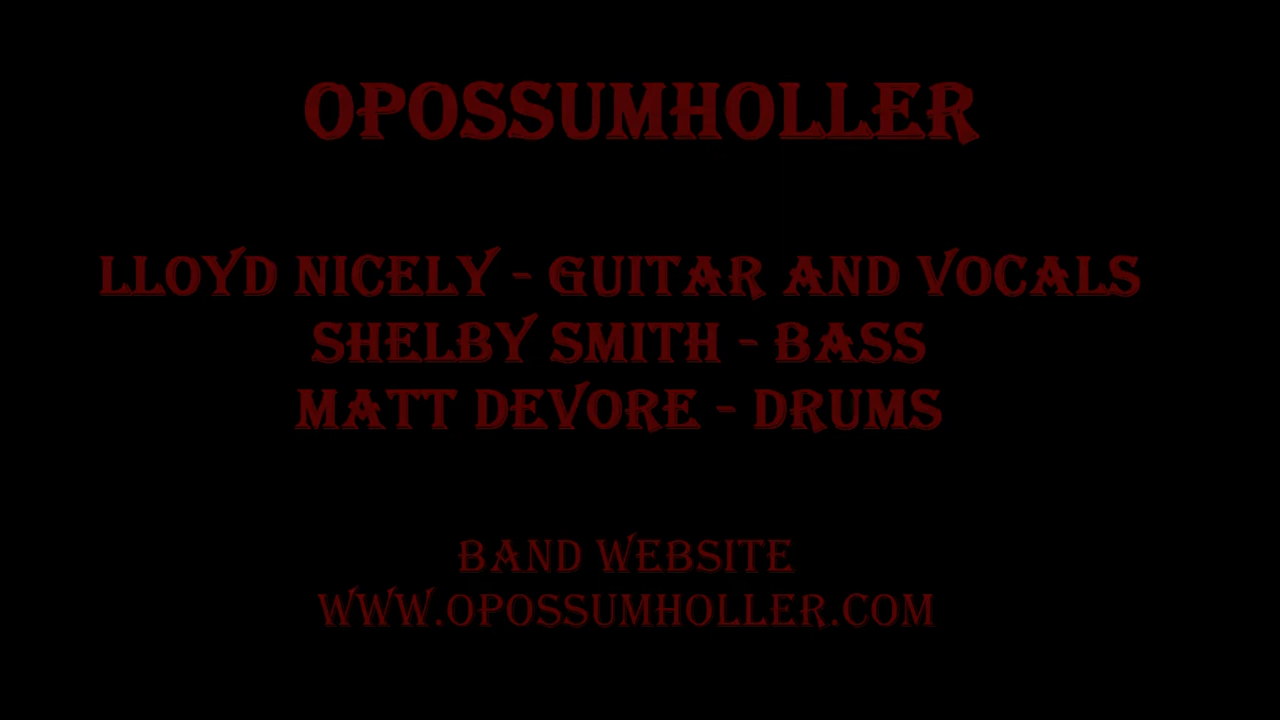 OPOSSUMHOLLER
LLOYD NICELY - GUITAR AND VOCALS
SHELBY SMITH - BASS
MATT DEVORE - DRUMS
BAND WEBSITE
WWW.OPOSSUMHOLLER.COM